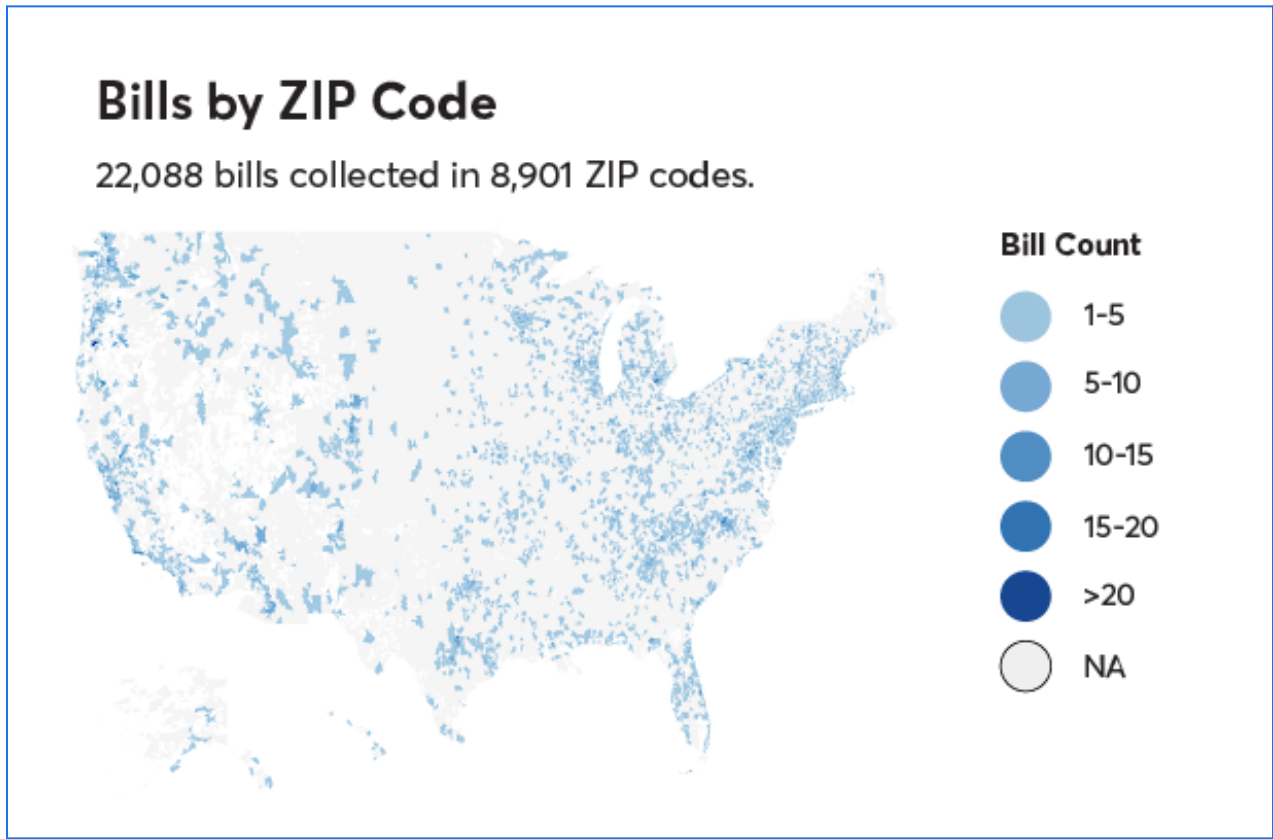 Bills by ZIP Code
22,088 bills collected in 8,901 ZIP codes.
Bill Count
1-5
5-10
10-15
15-20
>20
NA